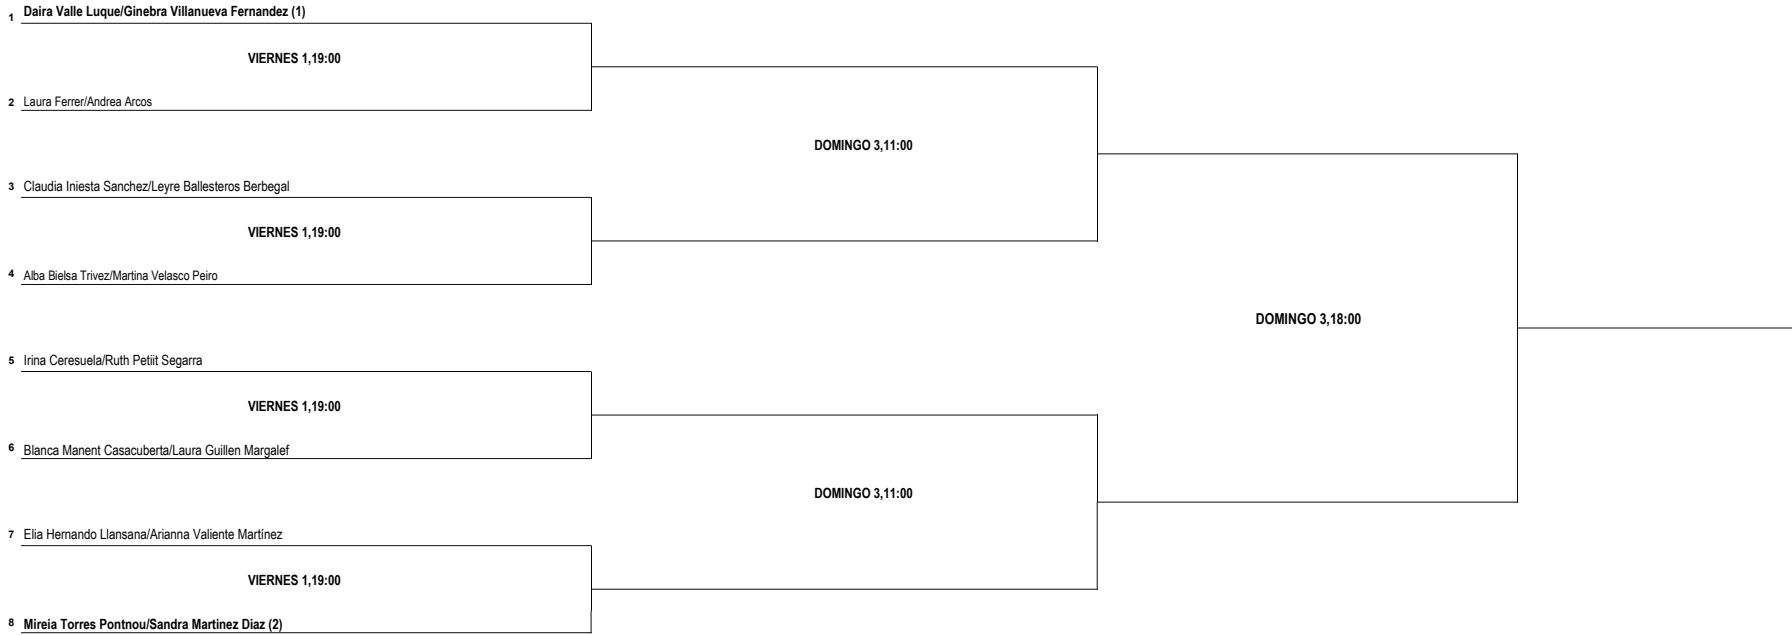 1 Daira Valle Luque/Ginebra Villanueva Fernandez (1)
VIERNES 1,19:00
2 Laura Ferrer/Andrea Arcos
DOMINGO 3,11:00
3 Claudia Iniesta Sanchez/Leyre Ballesteros Berbegal
VIERNES 1,19:00
4 Alba Bielsa Trivez/Martina Velasco Peiro
DOMINGO 3,18:00
5 Irina Ceresuela/Ruth Petiit Segarra
VIERNES 1,19:00
6 Blanca Manent Casacuberta/Laura Guillen Margalef
DOMINGO 3,11:00
7 Elia Hernando Llansana/Arianna Valiente Martínez
VIERNES 1,19:00
8 Mireia Torres Pontnou/Sandra Martinez Diaz (2)